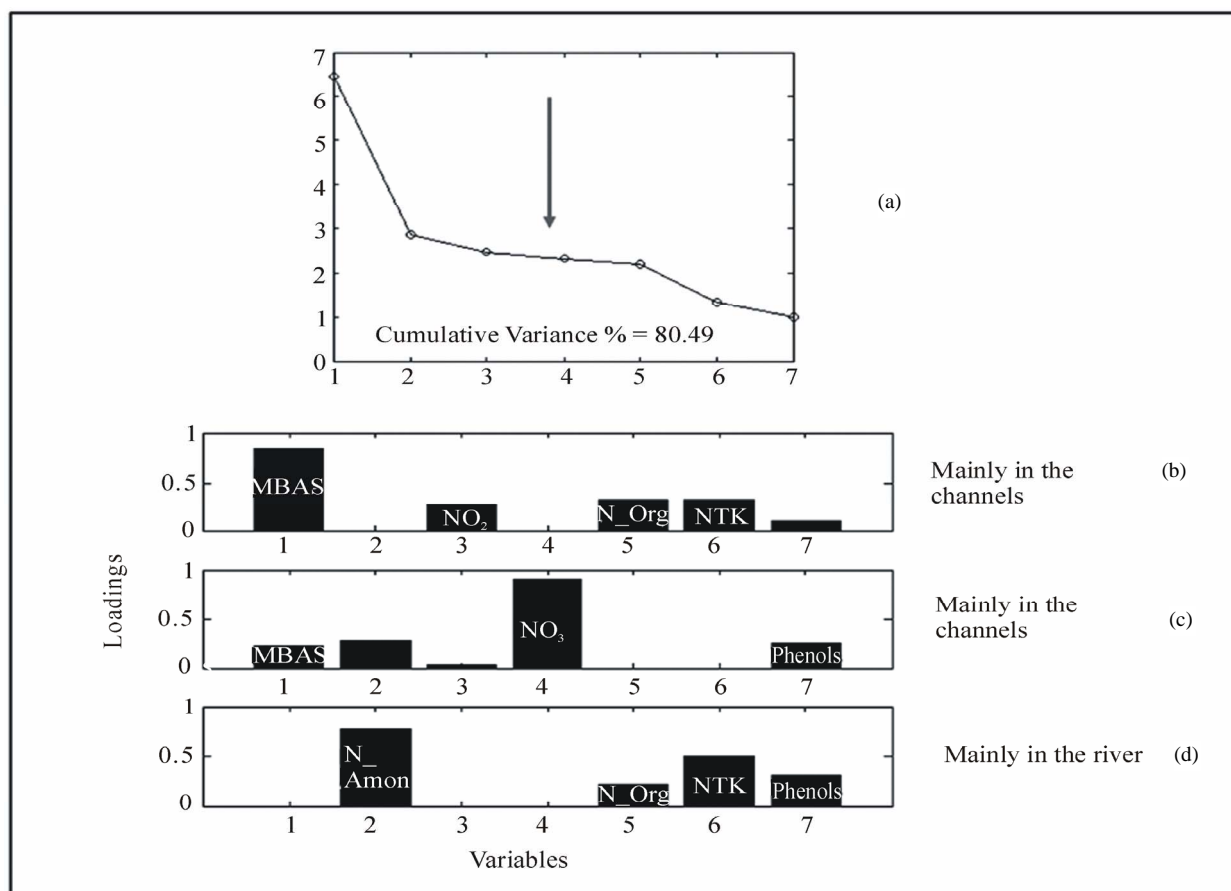 7
6
5
4
3
2
1
0
(a)
Cumulative Variance % = 80.49
1 2 3 4 5 6 7
1
0.5
0
MBAS NO₂ N_Org NTK
1 2 3 4 5 6 7
Mainly in the
channels
(b)
Loadings
1
0.5
0
MBAS NO₃ Phenols
1 2 3 4 5 6 7
Mainly in the
channels
(c)
1
0.5
0
N_
Amon
N_Org NTK Phenols
1 2 3 4 5 6 7
Mainly in the river (d)
Variables